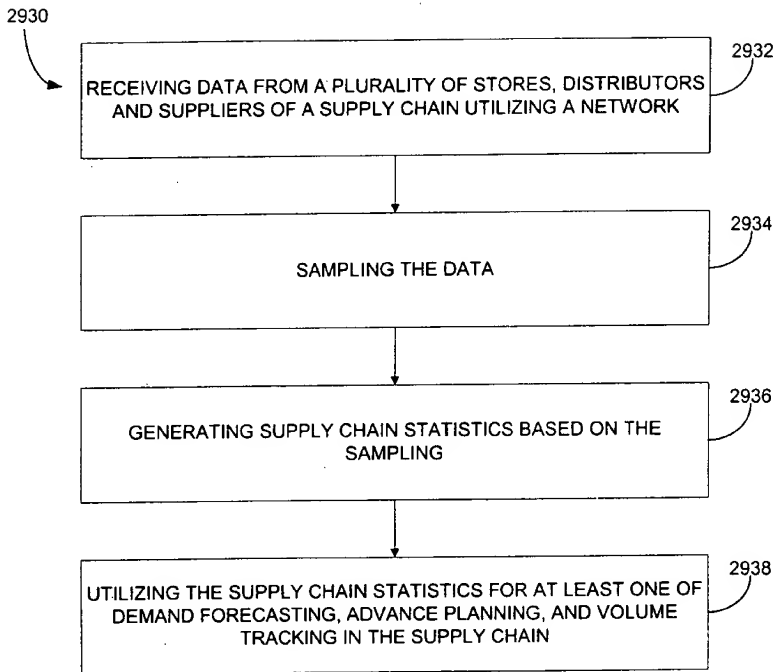 2930
2932
RECEIVING DATA FROM A PLURALITY OF STORES, DISTRIBUTORS
AND SUPPLIERS OF A SUPPLY CHAIN UTILIZING A NETWORK
2934
SAMPLING THE DATA
2936
GENERATING SUPPLY CHAIN STATISTICS BASED ON THE
SAMPLING
2938
UTILIZING THE SUPPLY CHAIN STATISTICS FOR AT LEAST ONE OF
DEMAND FORECASTING, ADVANCE PLANNING, AND VOLUME
TRACKING IN THE SUPPLY CHAIN